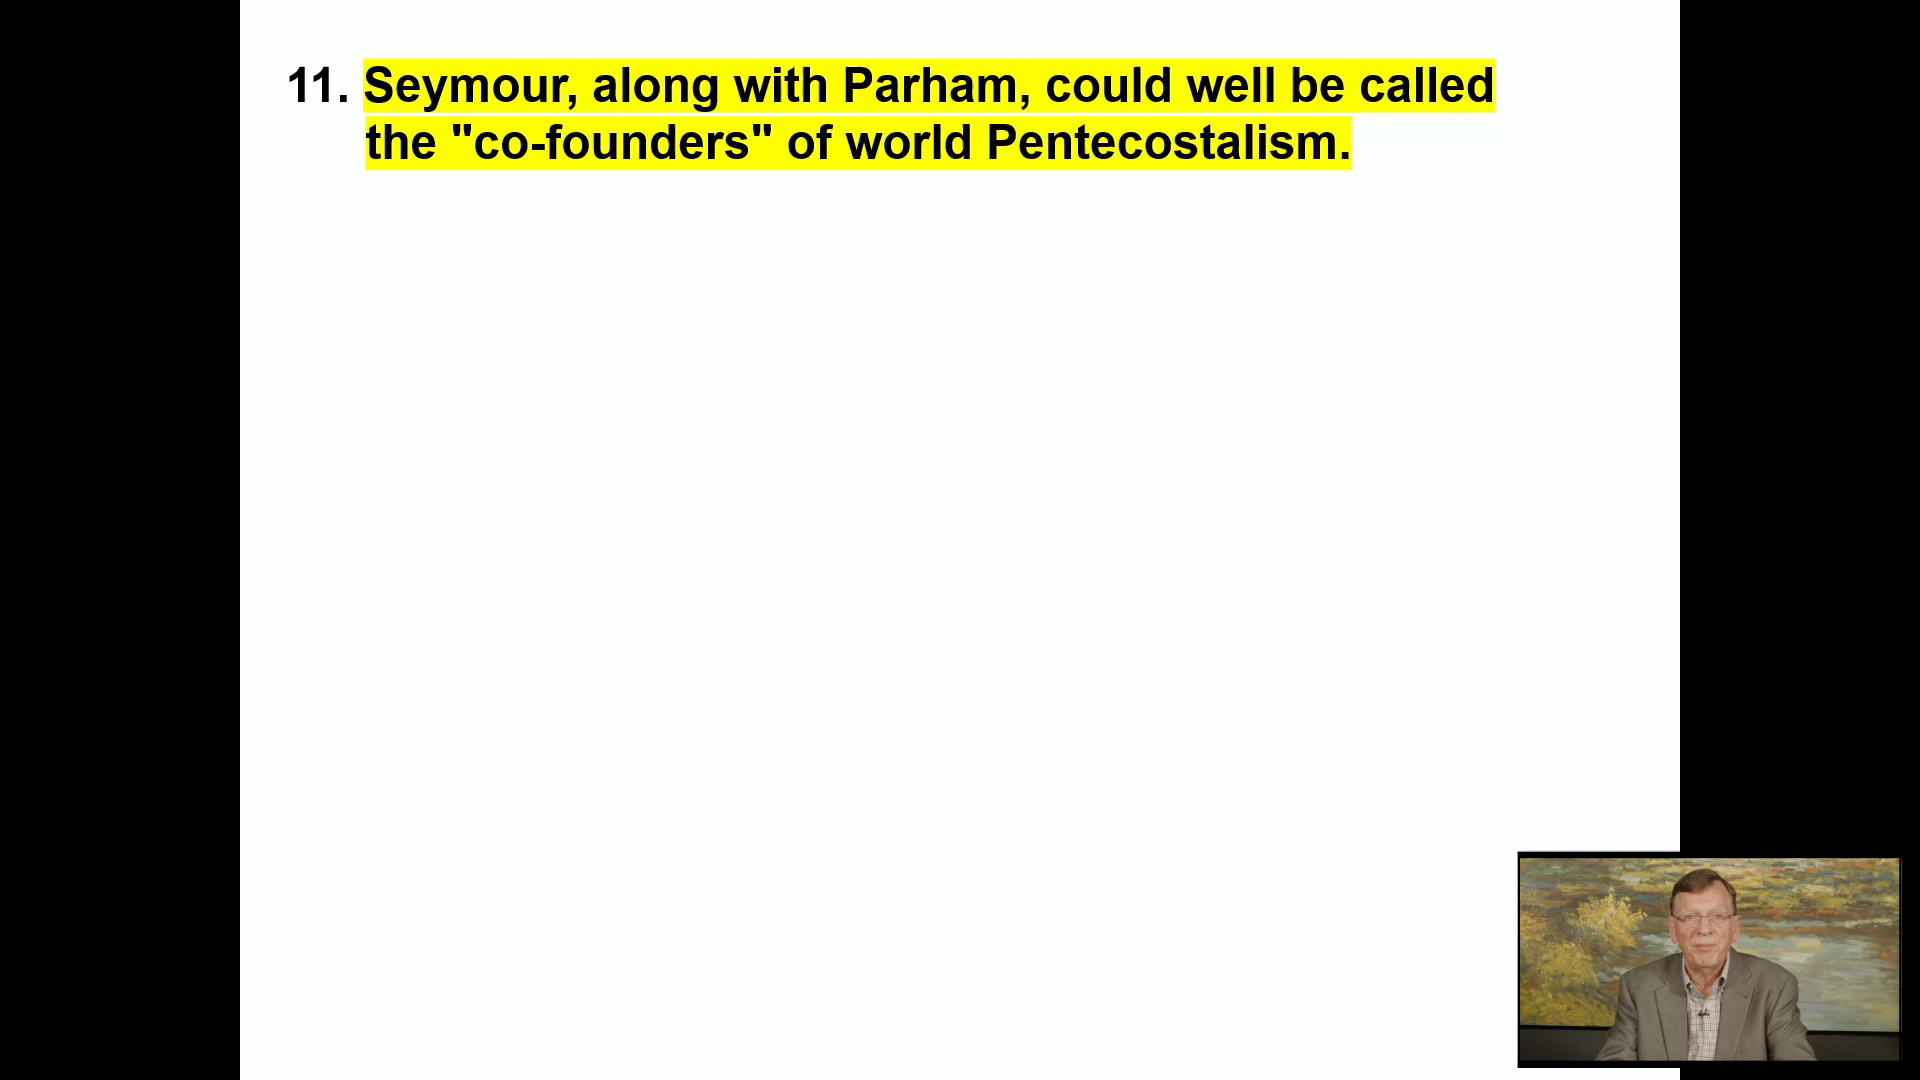 11. Seymour, along with Parham, could well be called
the "co-founders" of world Pentecostalism.